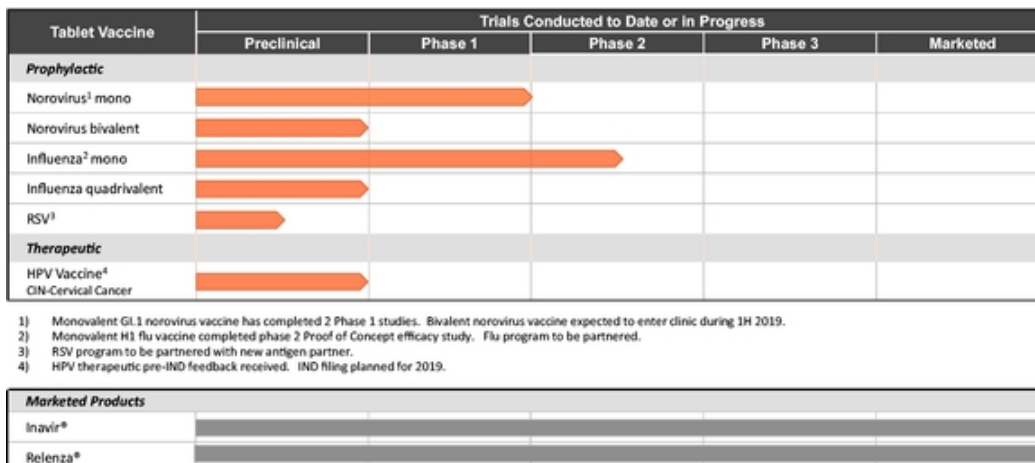 Tablet Vaccine
Trials Conducted to Date or in Progress
Preclinical Phase 1 Phase 2 Phase 3 Marketed
Prophylactic
Norovirus¹ mono
Norovirus bivalent
Influenza² mono
Influenza quadrivalent
RSV³
Therapeutic
HPV Vaccine⁴
CIN-Cervical Cancer
1) Monovalent GI.1 norovirus vaccine has completed 2 Phase 1 studies. Bivalent norovirus vaccine expected to enter clinic during 1H 2019.
2) Monovalent H1 flu vaccine completed phase 2 Proof of Concept efficacy study. Flu program to be partnered.
3) RSV program to be partnered with new antigen partner.
4) HPV therapeutic pre-IND feedback received. IND filing planned for 2019.
Marketed Products
Inavir®
Relenza®